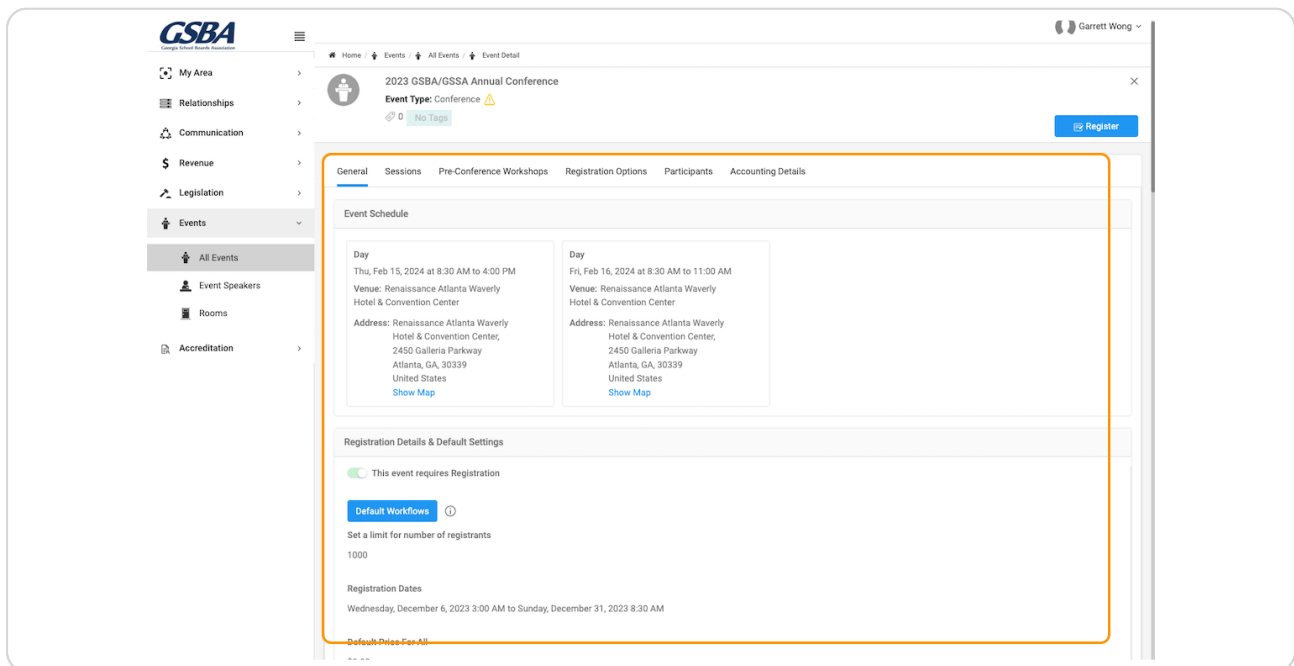 GSBA
Georgia School Boards Association
Garrett Wong
Home / Events / All Events / Event Detail
My Area
Relationships
Communication
Revenue
Legislation
Events
All Events
Event Speakers
Rooms
Accreditation
2023 GSBA/GSSA Annual Conference
Event Type: Conference
0 No Tags
Register
General Sessions Pre-Conference Workshops Registration Options Participants Accounting Details
Event Schedule
Day
Thu, Feb 15, 2024 at 8:30 AM to 4:00 PM
Venue: Renaissance Atlanta Waverly
Hotel & Convention Center
Address: Renaissance Atlanta Waverly
Hotel & Convention Center,
2450 Galleria Parkway
Atlanta, GA, 30339
United States
Show Map
Day
Fri, Feb 16, 2024 at 8:30 AM to 11:00 AM
Venue: Renaissance Atlanta Waverly
Hotel & Convention Center
Address: Renaissance Atlanta Waverly
Hotel & Convention Center,
2450 Galleria Parkway
Atlanta, GA, 30339
United States
Show Map
Registration Details & Default Settings
This event requires Registration
Default Workflows
Set a limit for number of registrants
1000
Registration Dates
Wednesday, December 6, 2023 3:00 AM to Sunday, December 31, 2023 8:30 AM
Default Price For All